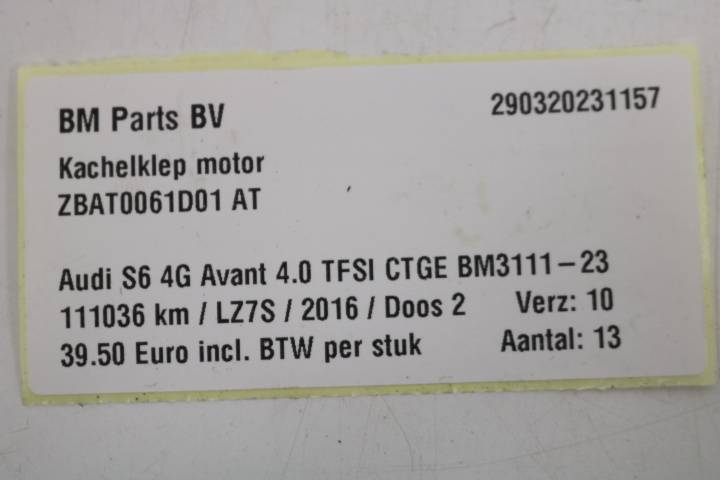 BM Parts BV 290320231157
Kachelklep motor
ZBAT0061D01 AT
Audi S6 4G Avant 4.0 TFSI CTGE BM3111-23
111036 km / LZ7S / 2016 / Doos 2 Verz: 10
39.50 Euro incl. BTW per stuk Aantal: 13